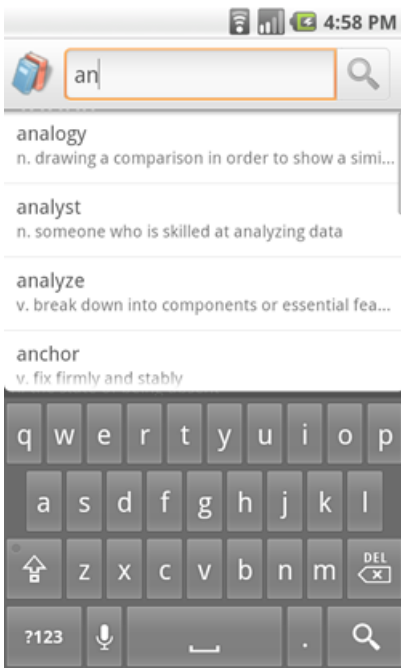 4:58 PM
an
analogy
n. drawing a comparison in order to show a simi...
analyst
n. someone who is skilled at analyzing data
analyze
v. break down into components or essential fea...
anchor
v. fix firmly and stably
q w e r t y u i o p
a s d f g h j k l
z x c v b n m DEL
?123 .